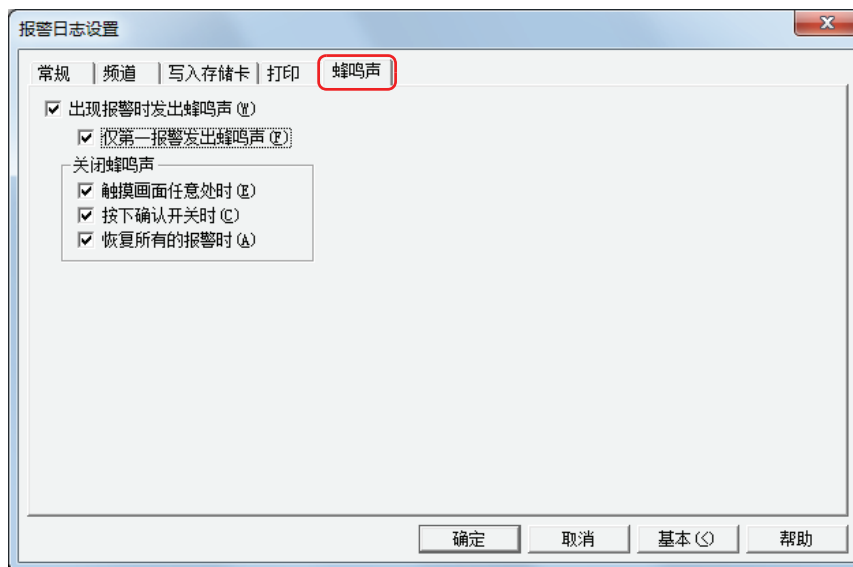 报警日志设置
常规 频道 写入存储卡 打印 蜂鸣声
出现报警时发出蜂鸣声(W)
仅第一报警发出蜂鸣声(F)
关闭蜂鸣声
触摸画面任意处时(E)
按下确认开关时(C)
恢复所有的报警时(A)
确定 取消 基本(<) 帮助